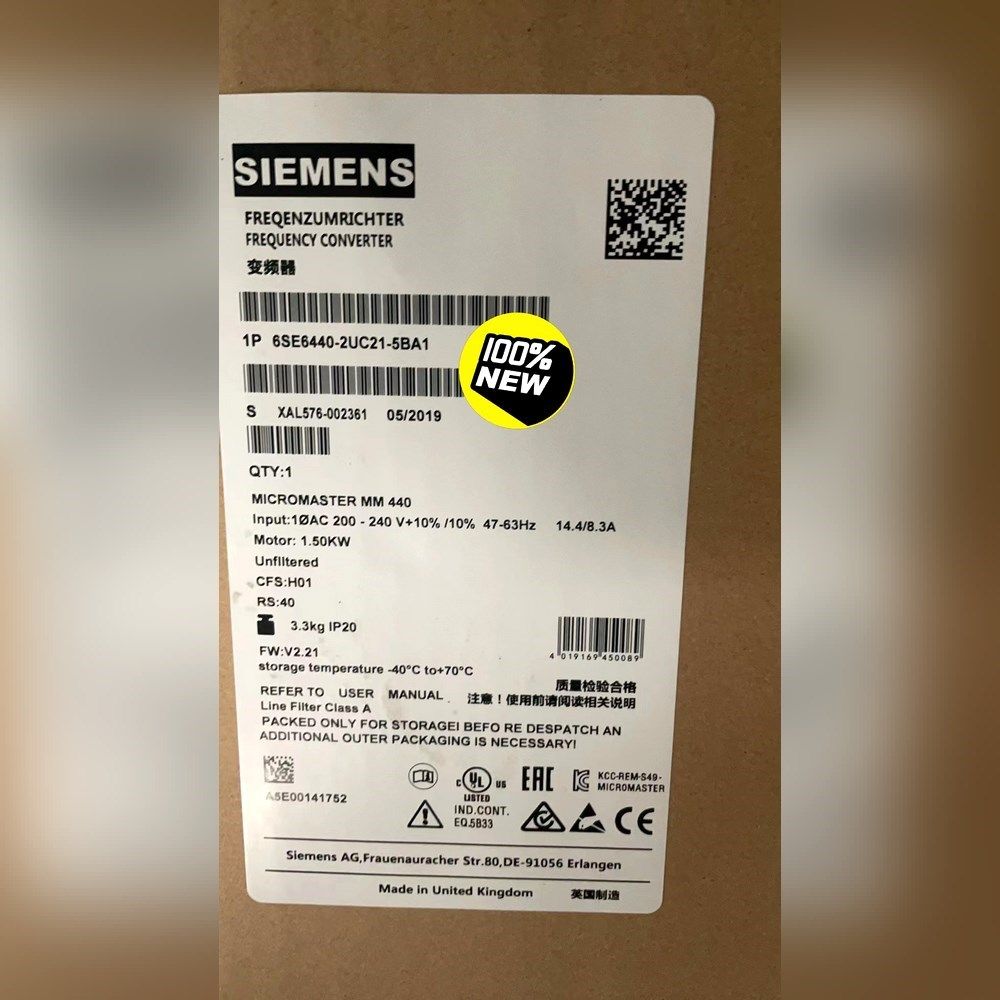 SIEMENS
FREQENZUMRICHTER
FREQUENCY CONVERTER
变频器
1P 6SE6440-2UC21-5BA1
100%
NEW
S XAL576-002361 05/2019
QTY:1
MICROMASTER MM 440
Input:1ØAC 200 - 240 V+10% /10% 47-63Hz 14.4/8.3A
Motor: 1.50KW
Unfiltered
CFS:H01
RS:40
3.3kg IP20
4 019169 450089
FW:V2.21
storage temperature -40°C to+70°C
质量检验合格
REFER TO USER MANUAL . 注意！使用前请阅读相关说明
Line Filter Class A
PACKED ONLY FOR STORAGEI BEFO RE DESPATCH AN
ADDITIONAL OUTER PACKAGING IS NECESSARY!
A5E00141752
C UL US
LISTED
IND.CONT.
EQ.5B33
EAC
KCC-REM-S49-
MICROMASTER
CE
Siemens AG,Frauenauracher Str.80,DE-91056 Erlangen
Made in United Kingdom 英国制造